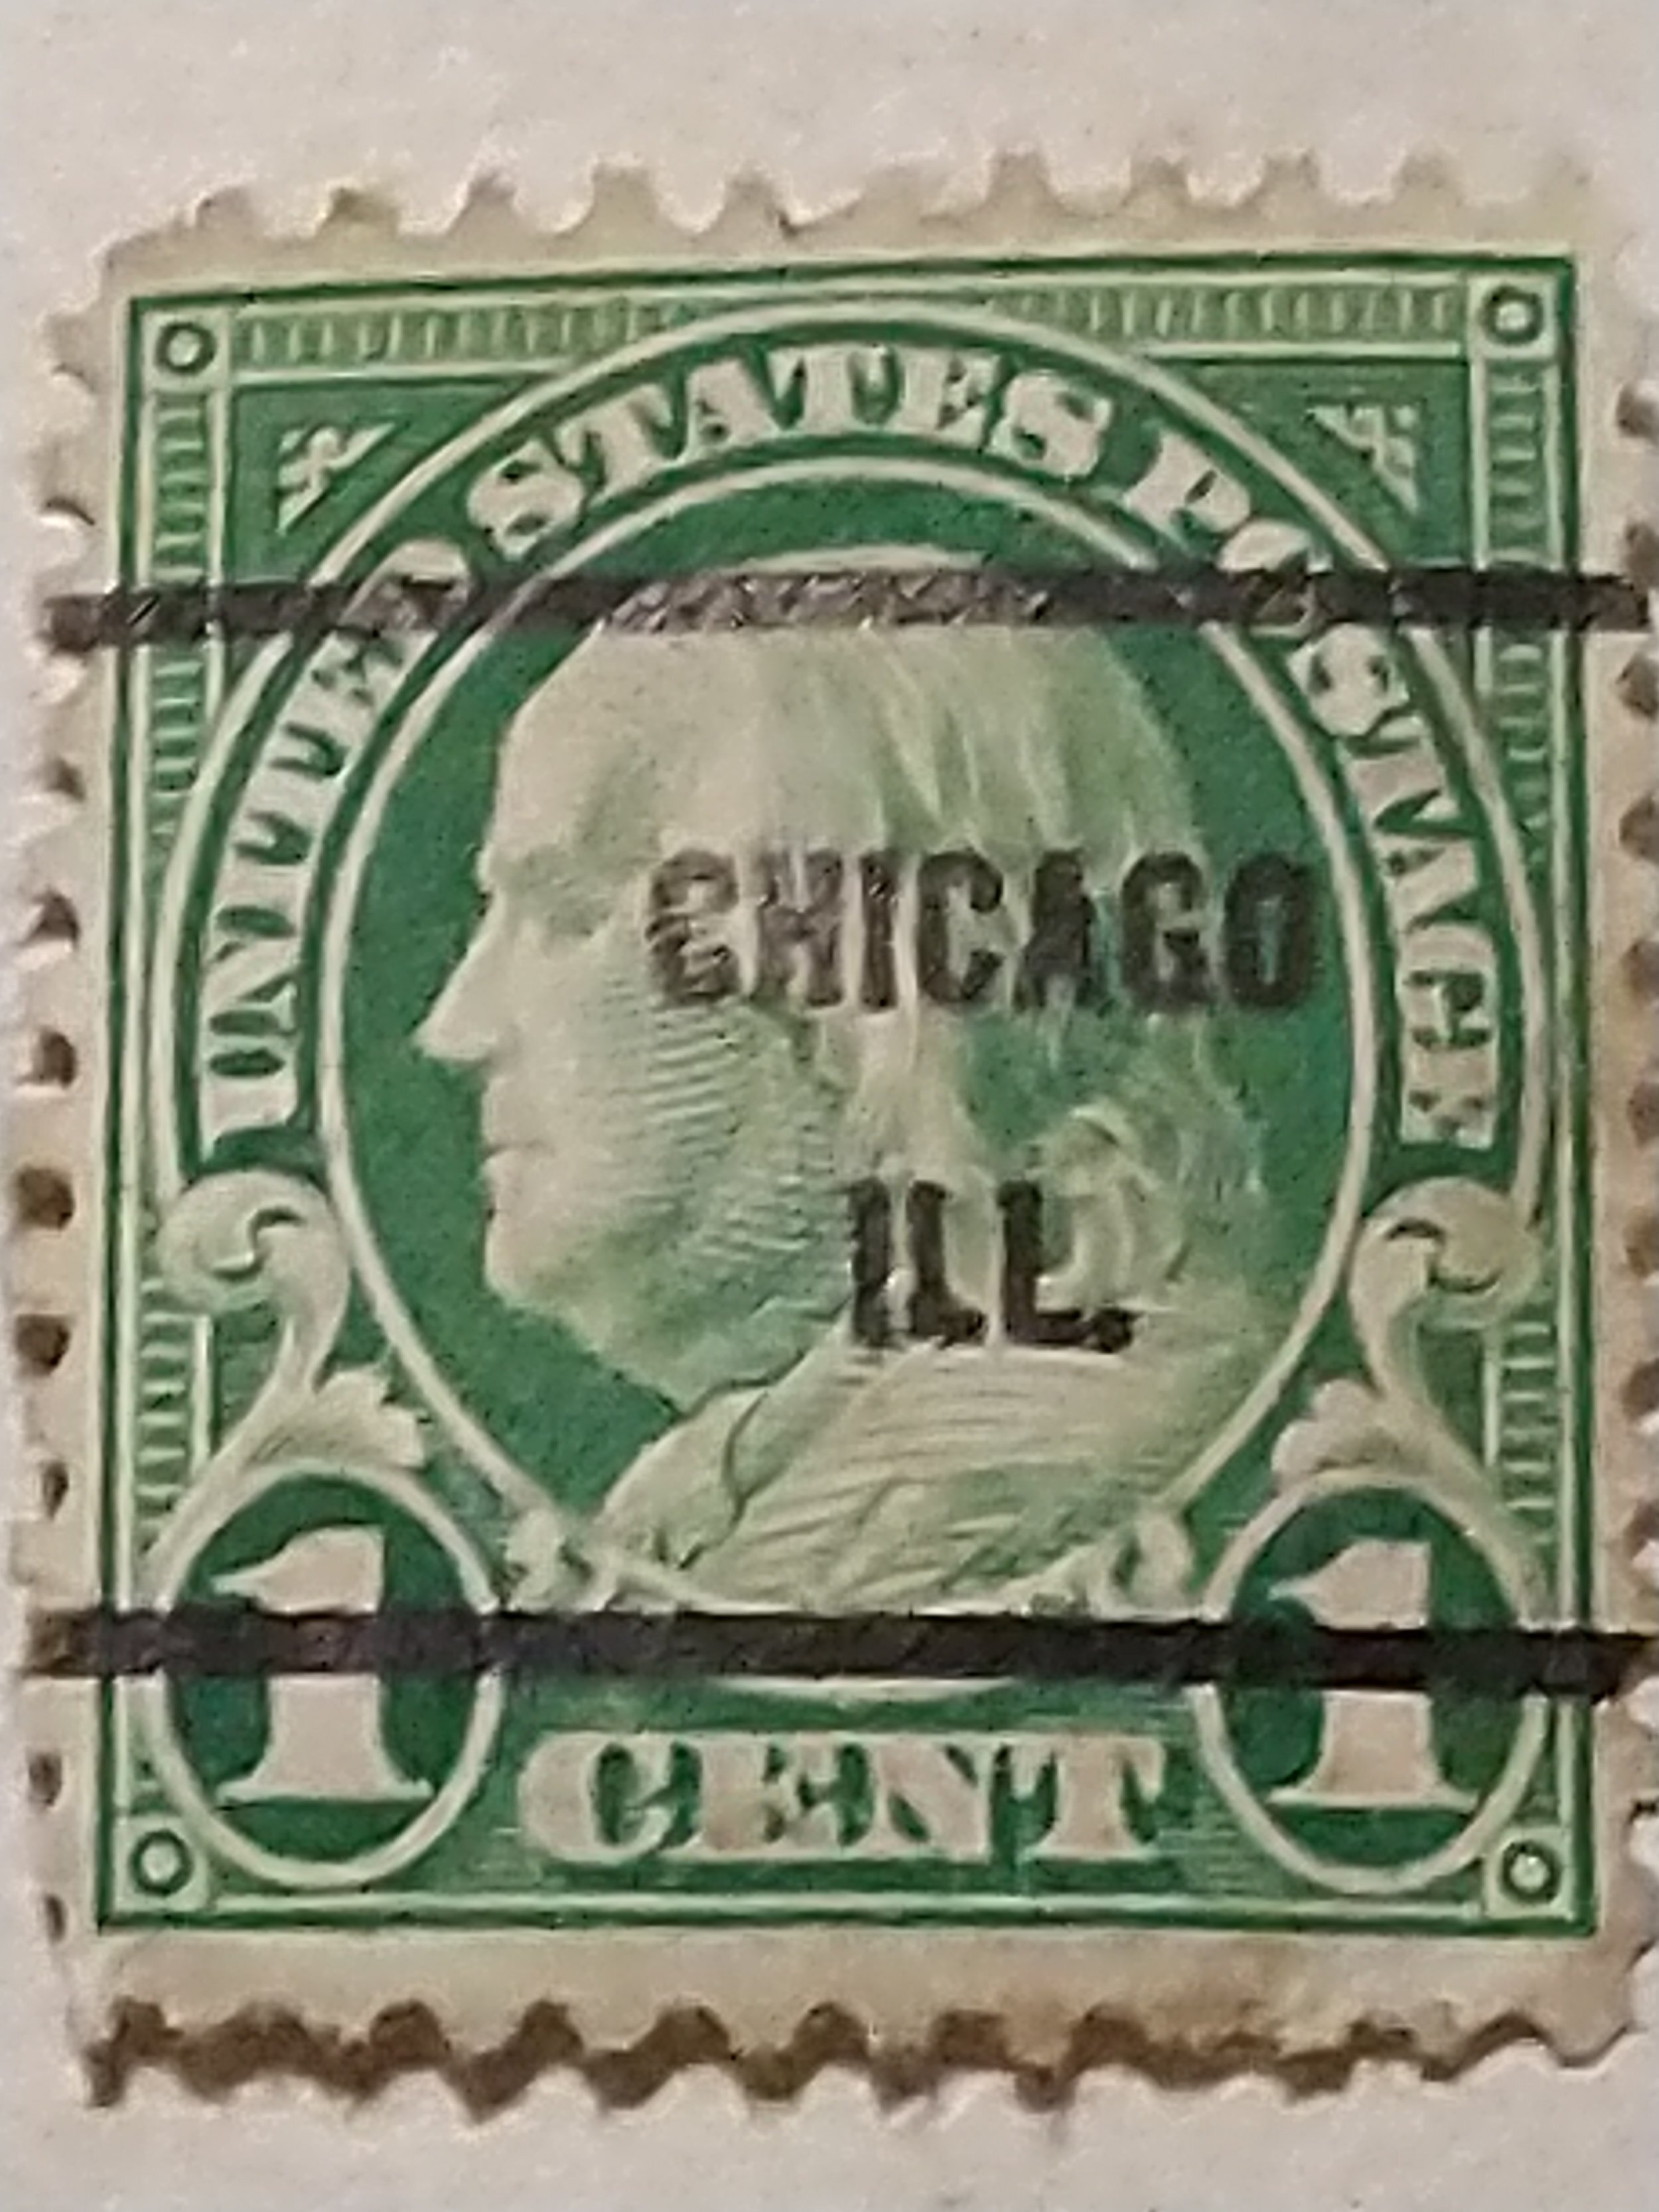 UNITED STATES POSTAGE
CHICAGO
ILL.
1 1
CENT